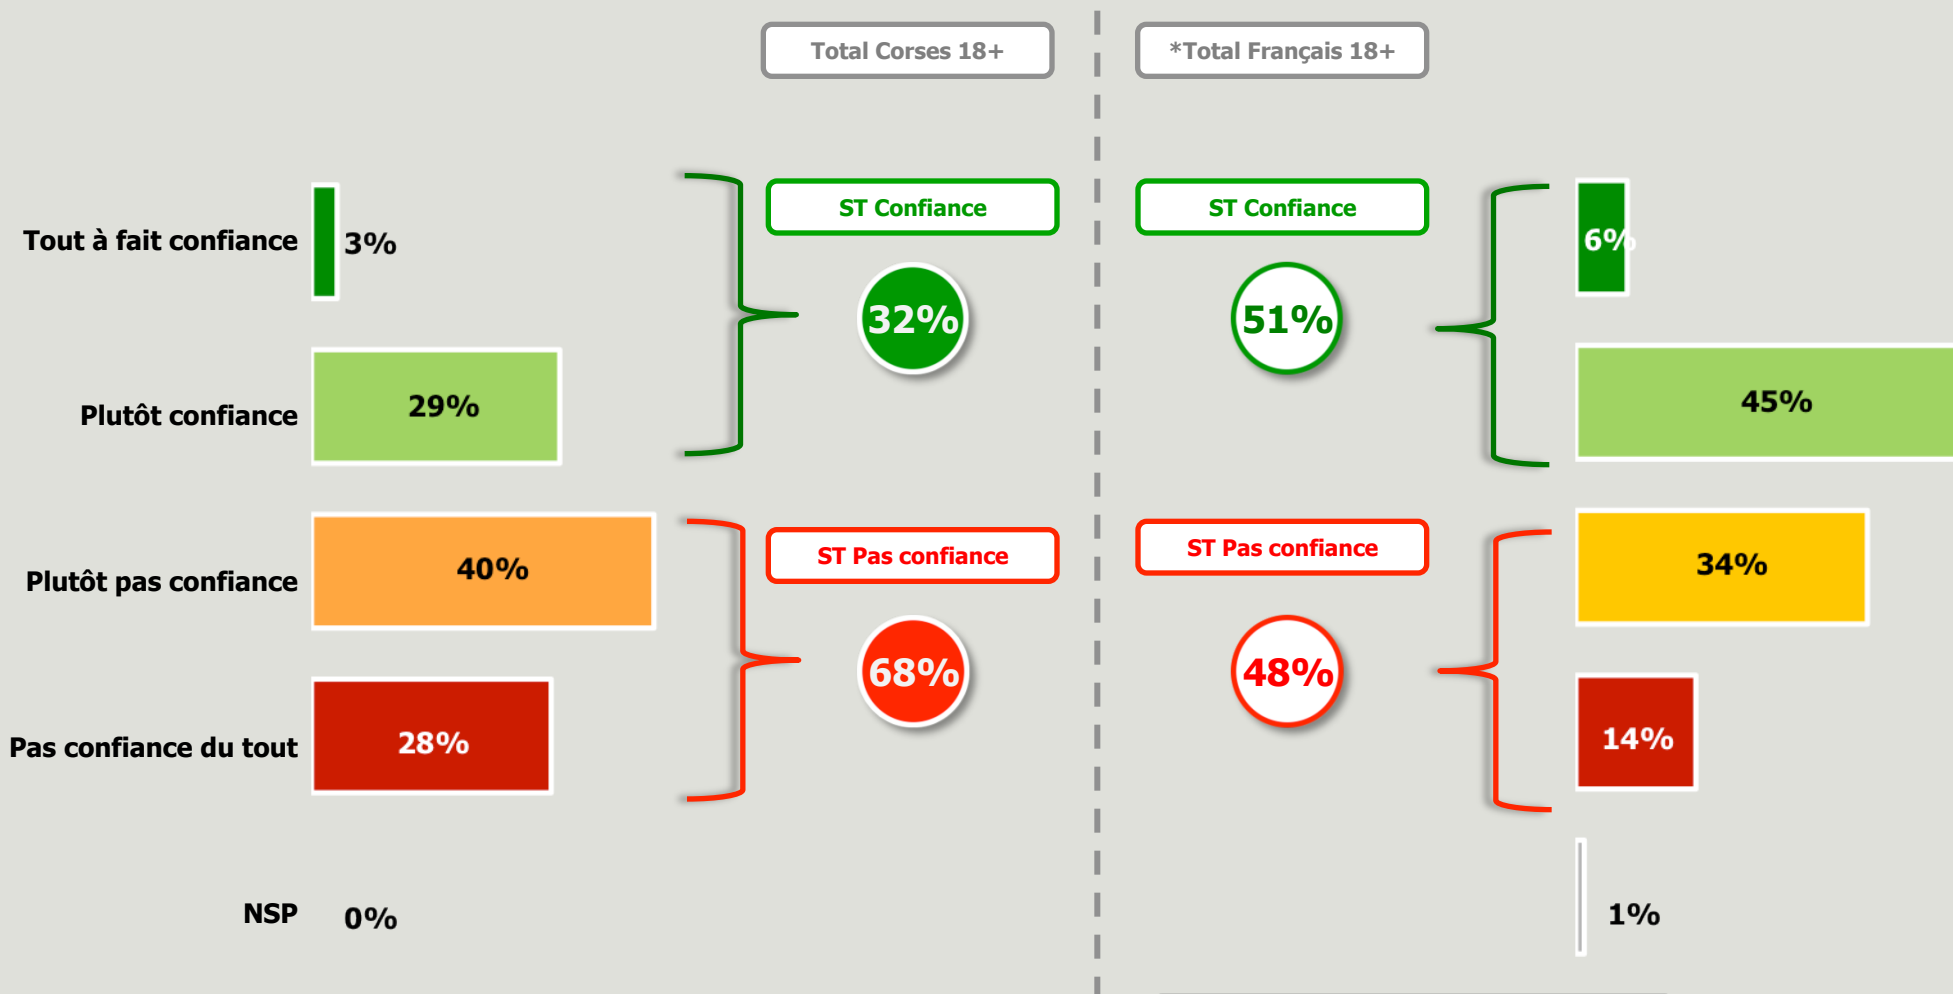 Total Corses 18+
*Total Français 18+
Tout à fait confiance
3%
ST Confiance
32%
ST Confiance
51%
6%
Plutôt confiance
29%
45%
Plutôt pas confiance
40%
ST Pas confiance
68%
ST Pas confiance
48%
34%
Pas confiance du tout
28%
14%
NSP
0%
1%